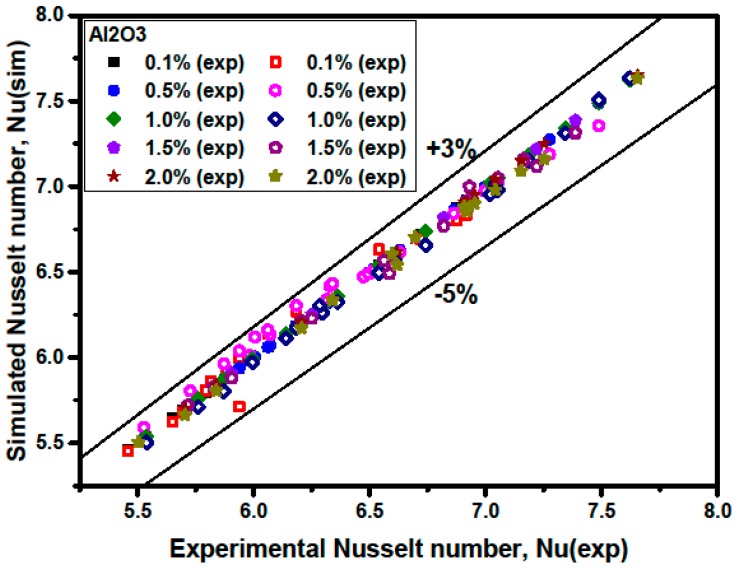 8.0
7.5
7.0
6.5
6.0
5.5
Simulated Nusselt number, Nu(sim)
Al2O3
0.1% (exp) 0.1% (exp)
0.5% (exp) 0.5% (exp)
1.0% (exp) 1.0% (exp)
1.5% (exp) 1.5% (exp)
2.0% (exp) 2.0% (exp)
+3%
-5%
5.5 6.0 6.5 7.0 7.5 8.0
Experimental Nusselt number, Nu(exp)